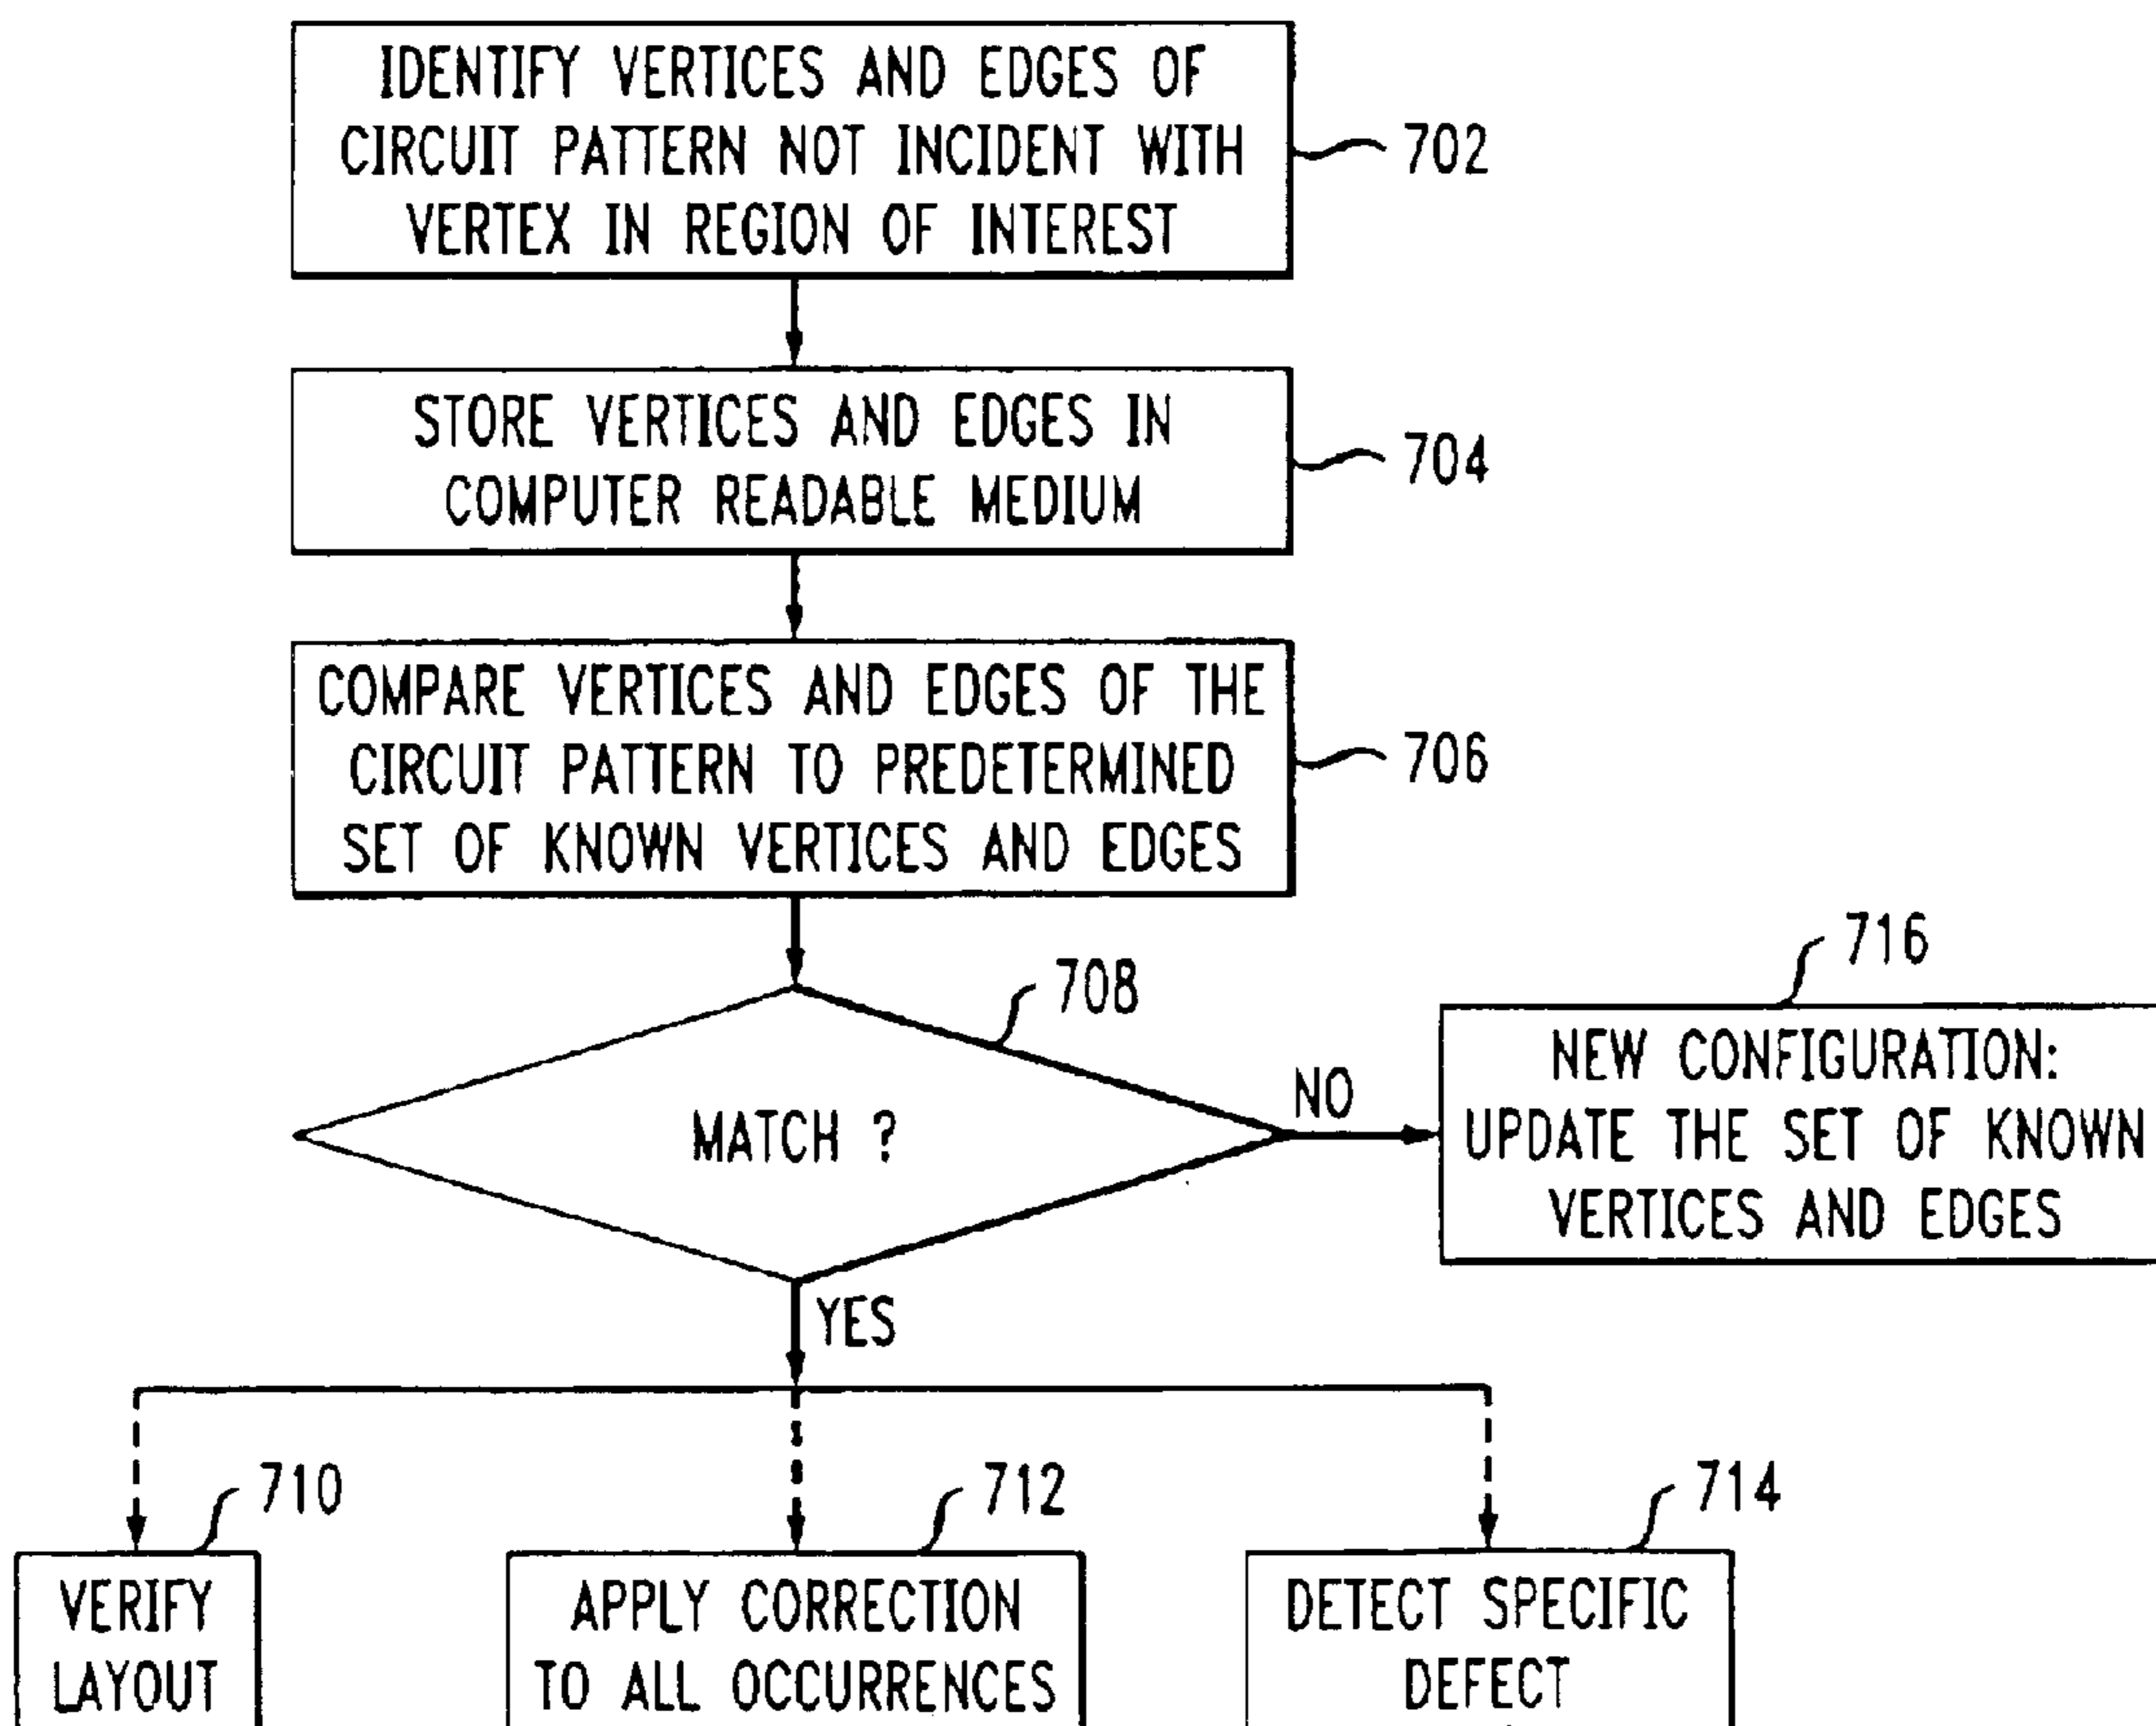 IDENTIFY VERTICES AND EDGES OF
CIRCUIT PATTERN NOT INCIDENT WITH
VERTEX IN REGION OF INTEREST
702
STORE VERTICES AND EDGES IN
COMPUTER READABLE MEDIUM
704
COMPARE VERTICES AND EDGES OF THE
CIRCUIT PATTERN TO PREDETERMINED
SET OF KNOWN VERTICES AND EDGES
706
708
MATCH ?
NO
716
NEW CONFIGURATION:
UPDATE THE SET OF KNOWN
VERTICES AND EDGES
YES
710
VERIFY
LAYOUT
712
APPLY CORRECTION
TO ALL OCCURRENCES
714
DETECT SPECIFIC
DEFECT